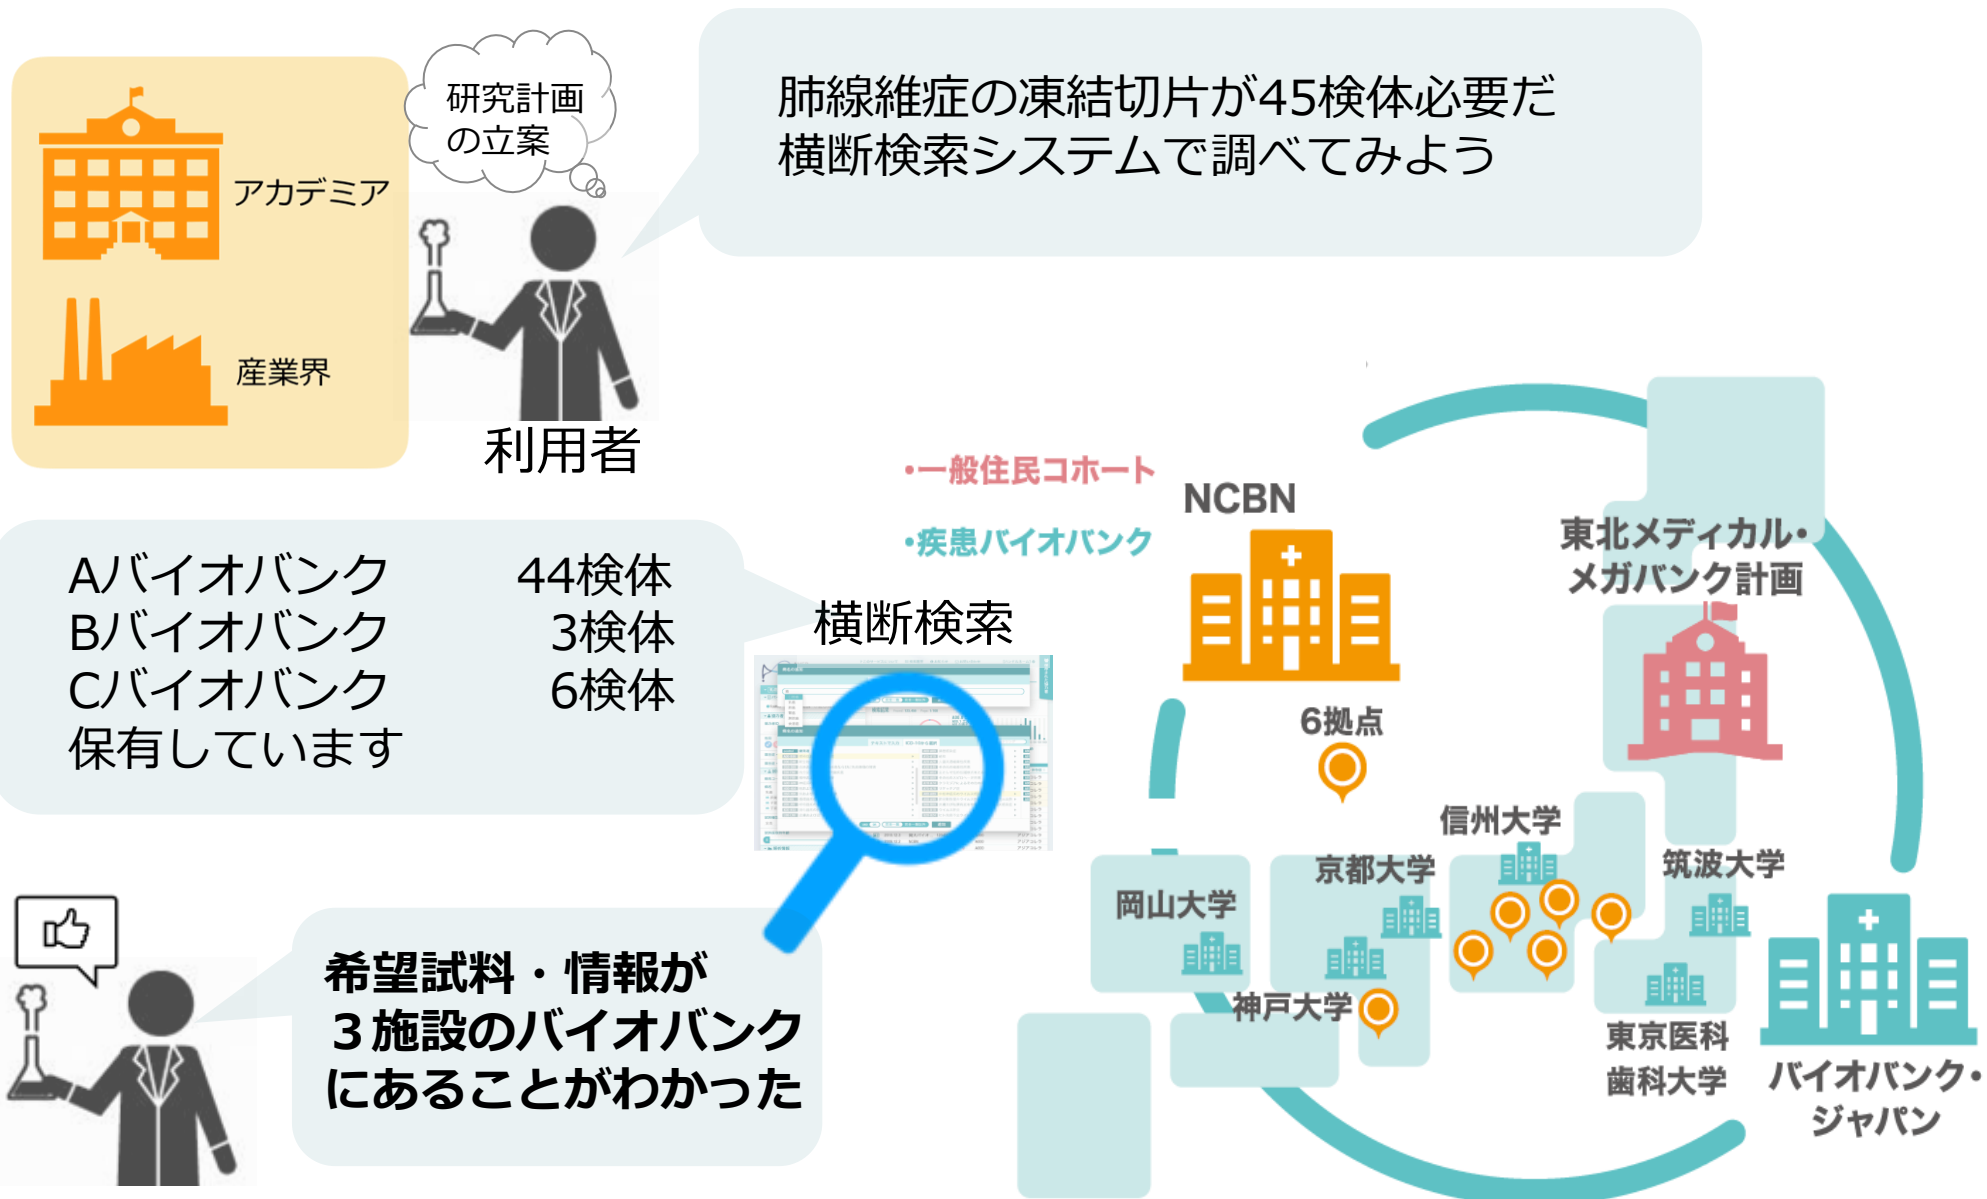 研究計画
の立案
アカデミア
産業界
利用者
肺線維症の凍結切片が45検体必要だ
横断検索システムで調べてみよう
Aバイオバンク 44検体
Bバイオバンク 3検体
Cバイオバンク 6検体
保有しています
横断検索
希望試料・情報が
３施設のバイオバンク
にあることがわかった
・一般住民コホート
・疾患バイオバンク
NCBN
6拠点
東北メディカル・
メガバンク計画
信州大学
京都大学
筑波大学
岡山大学
神戸大学
東京医科
歯科大学
バイオバンク・
ジャパン